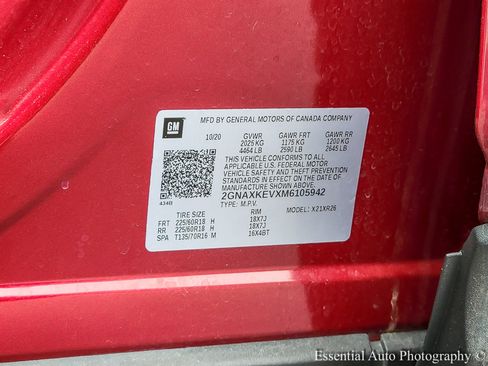 GM
MFD BY GENERAL MOTORS OF CANADA COMPANY
10/20 GVWR GAWR FRT GAWR RR
2025 KG 1175 KG 1200 KG
4464 LB 2590 LB 2645 LB
THIS VEHICLE CONFORMS TO ALL
APPLICABLE U.S. FEDERAL MOTOR
VEHICLE SAFETY AND THEFT PREVENTION
STANDARDS IN EFFECT ON THE DATE OF
MANUFACTURE SHOWN ABOVE.
434B
2GNAXKEVXM6105942
TYPE: M.P.V. MODEL: X21XR26
TIRE SIZE RIM
FRT 225/60R18 H 18X7J
RR 225/60R18 H 18X7J
SPA T135/70R16 M 16X4BT
Essential Auto Photography ©